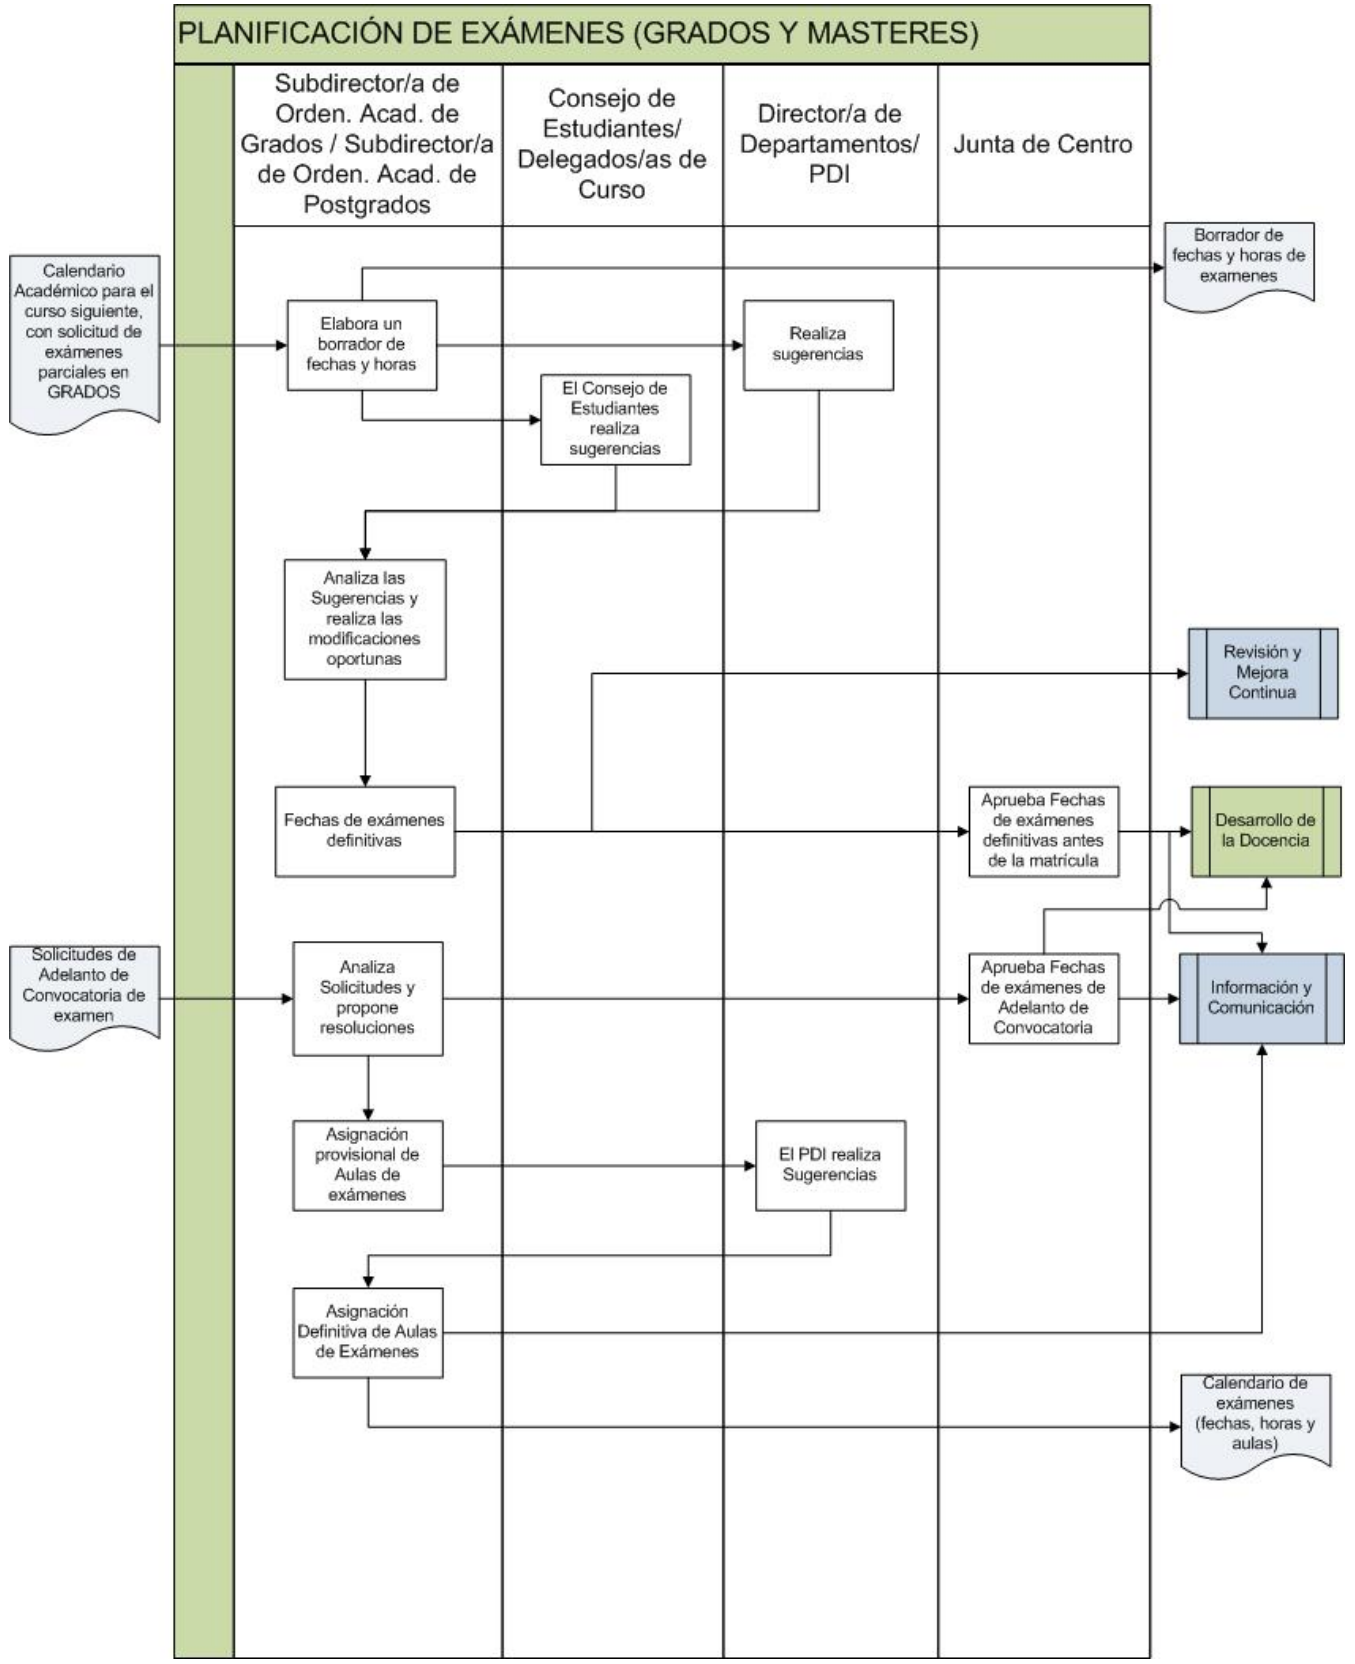 PLANIFICACIÓN DE EXÁMENES (GRADOS Y MASTERES)
Subdirector/a de
Orden. Acad. de
Grados / Subdirector/a
de Orden. Acad. de
Postgrados
Consejo de
Estudiantes/
Delegados/as de
Curso
Director/a de
Departamentos/
PDI
Junta de Centro
Borrador de
fechas y horas de
examenes
Calendario
Académico para el
curso siguiente,
con solicitud de
exámenes
parciales en
GRADOS
Elabora un
borrador de
fechas y horas
Realiza
sugerencias
El Consejo de
Estudiantes
realiza
sugerencias
Analiza las
Sugerencias y
realiza las
modificaciones
oportunas
Revisión y
Mejora
Continua
Fechas de exámenes
definitivas
Aprueba Fechas
de exámenes
definitivas antes
de la matrícula
Desarrollo de
la Docencia
Solicitudes de
Adelanto de
Convocatoria de
examen
Analiza
Solicitudes y
propone
resoluciones
Aprueba Fechas
de exámenes de
Adelanto de
Convocatoria
Información y
Comunicación
Asignación
provisional de
Aulas de
exámenes
El PDI realiza
Sugerencias
Asignación
Definitiva de Aulas
de Exámenes
Calendario de
exámenes
(fechas, horas y
aulas)